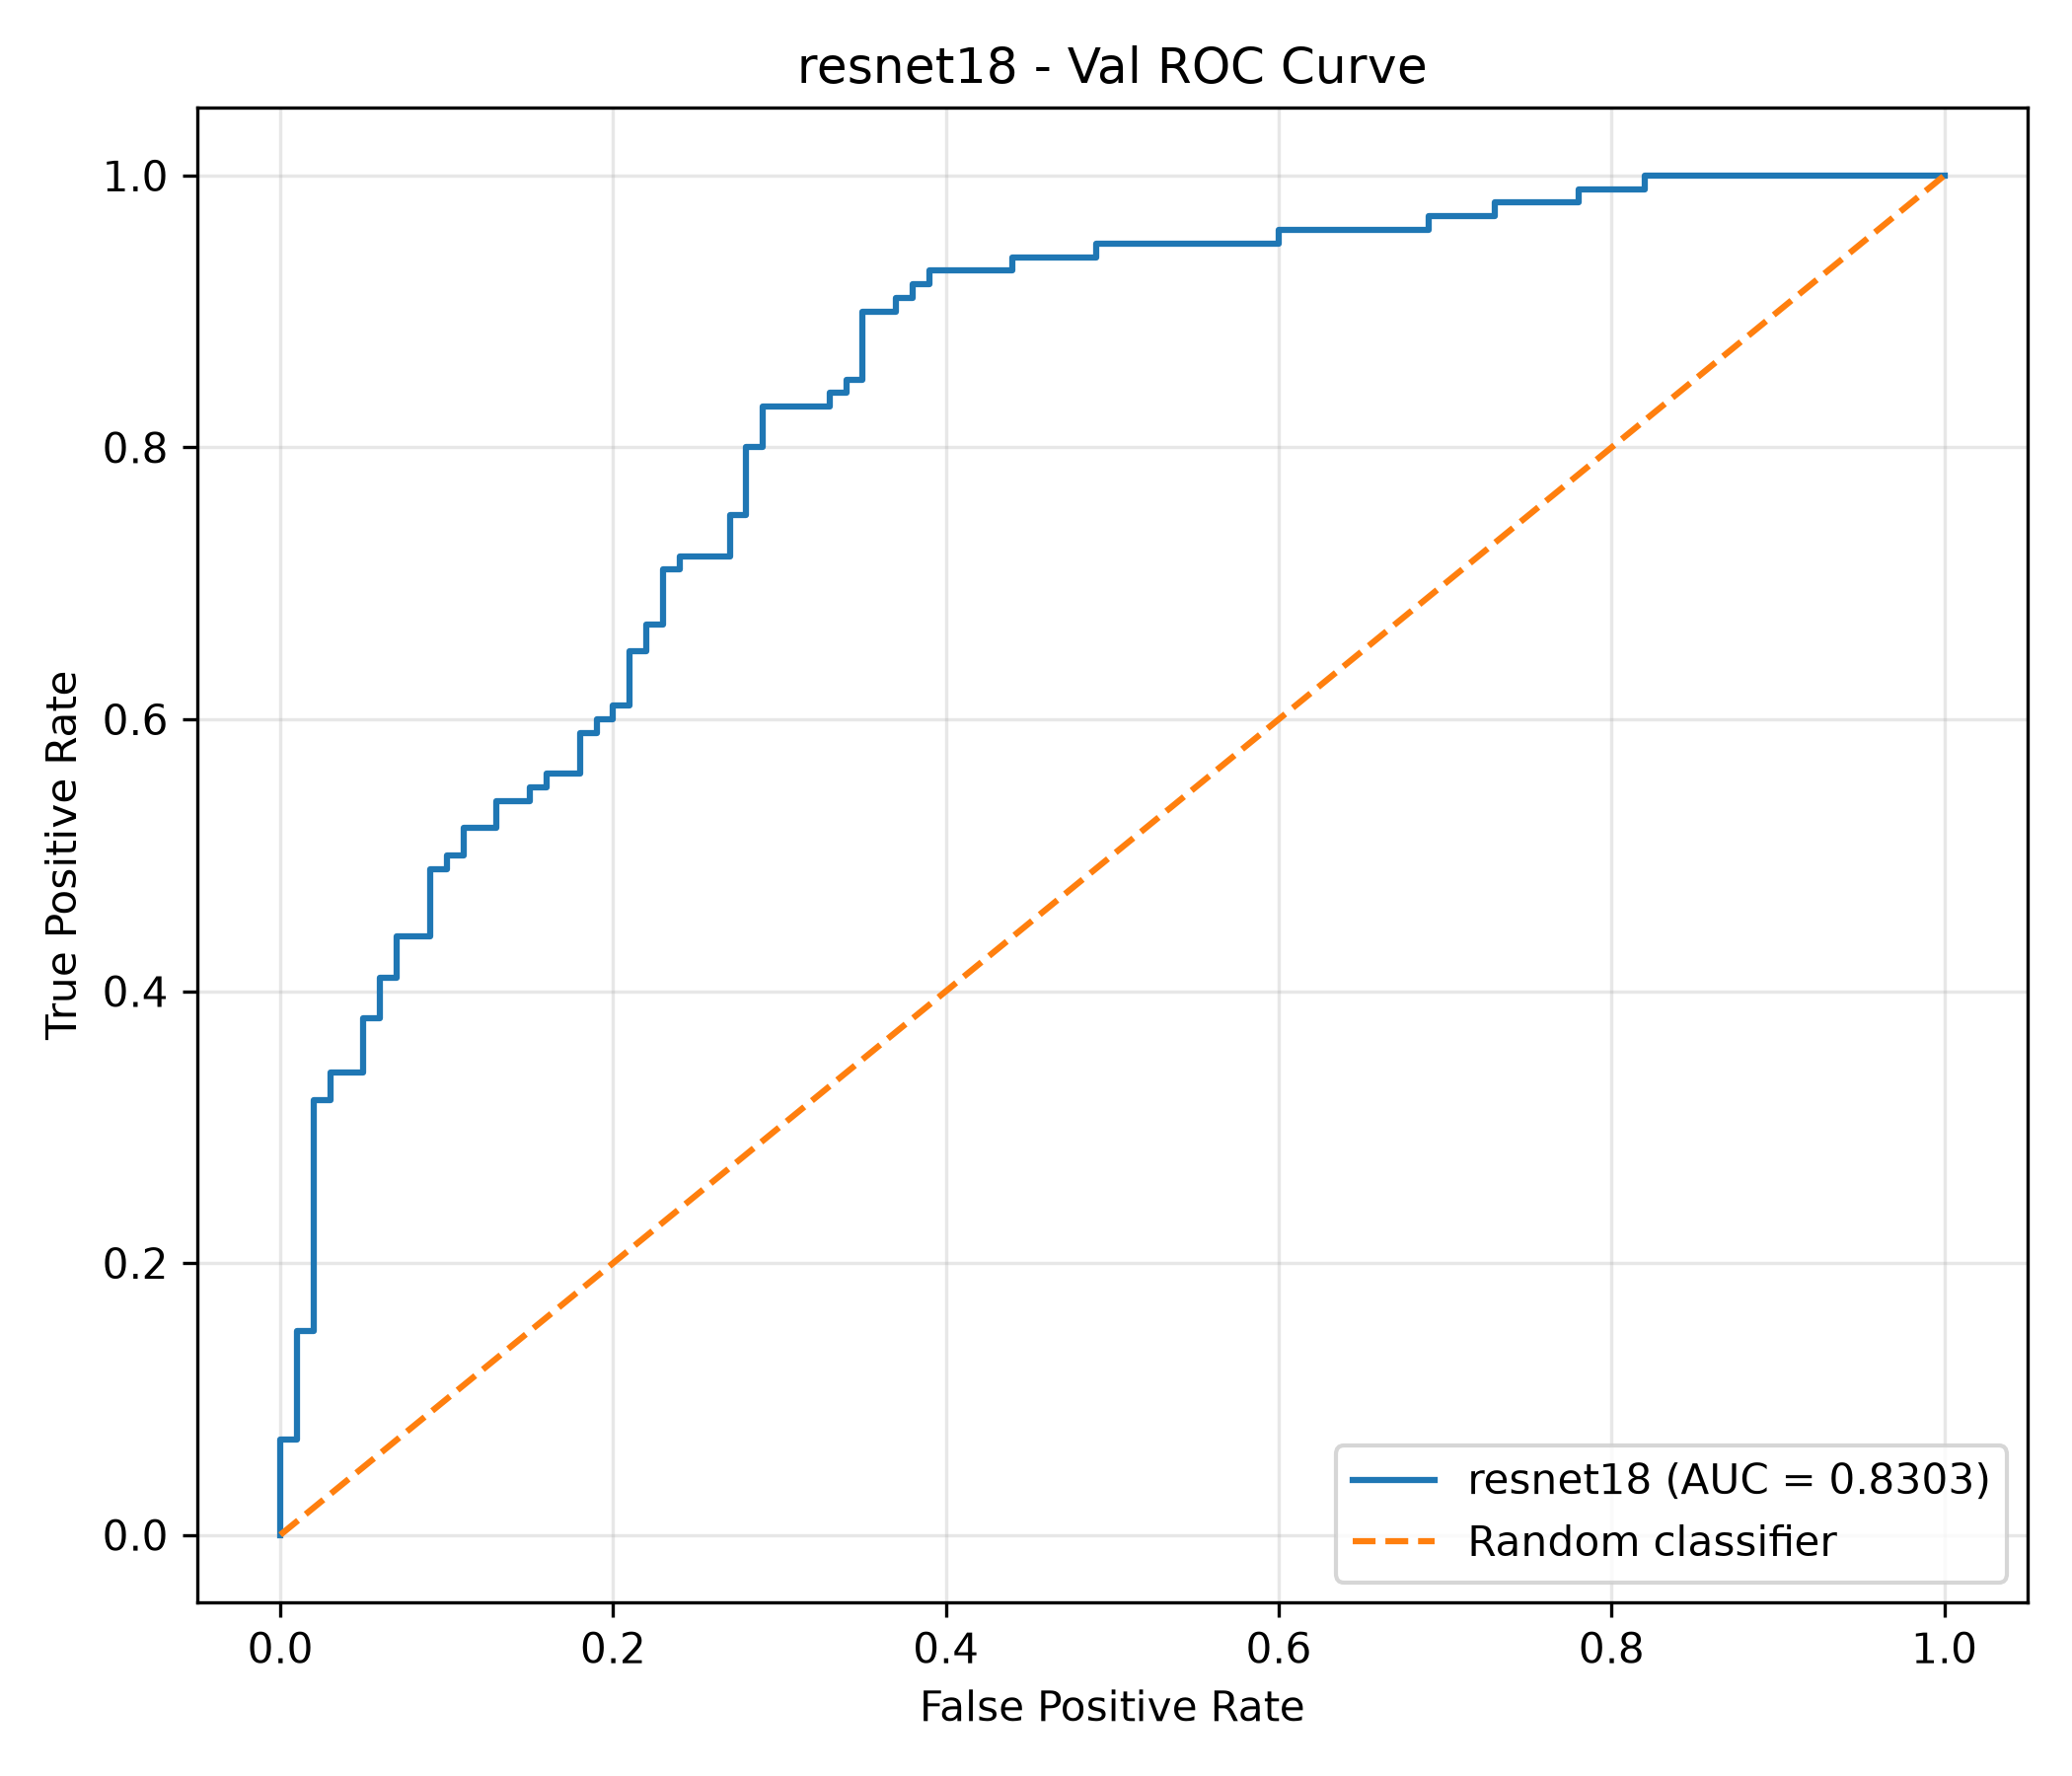 resnet18 - Val ROC Curve
True Positive Rate
1.0
0.8
0.6
0.4
0.2
0.0
resnet18 (AUC = 0.8303)
Random classifier
0.0 0.2 0.4 0.6 0.8 1.0
False Positive Rate